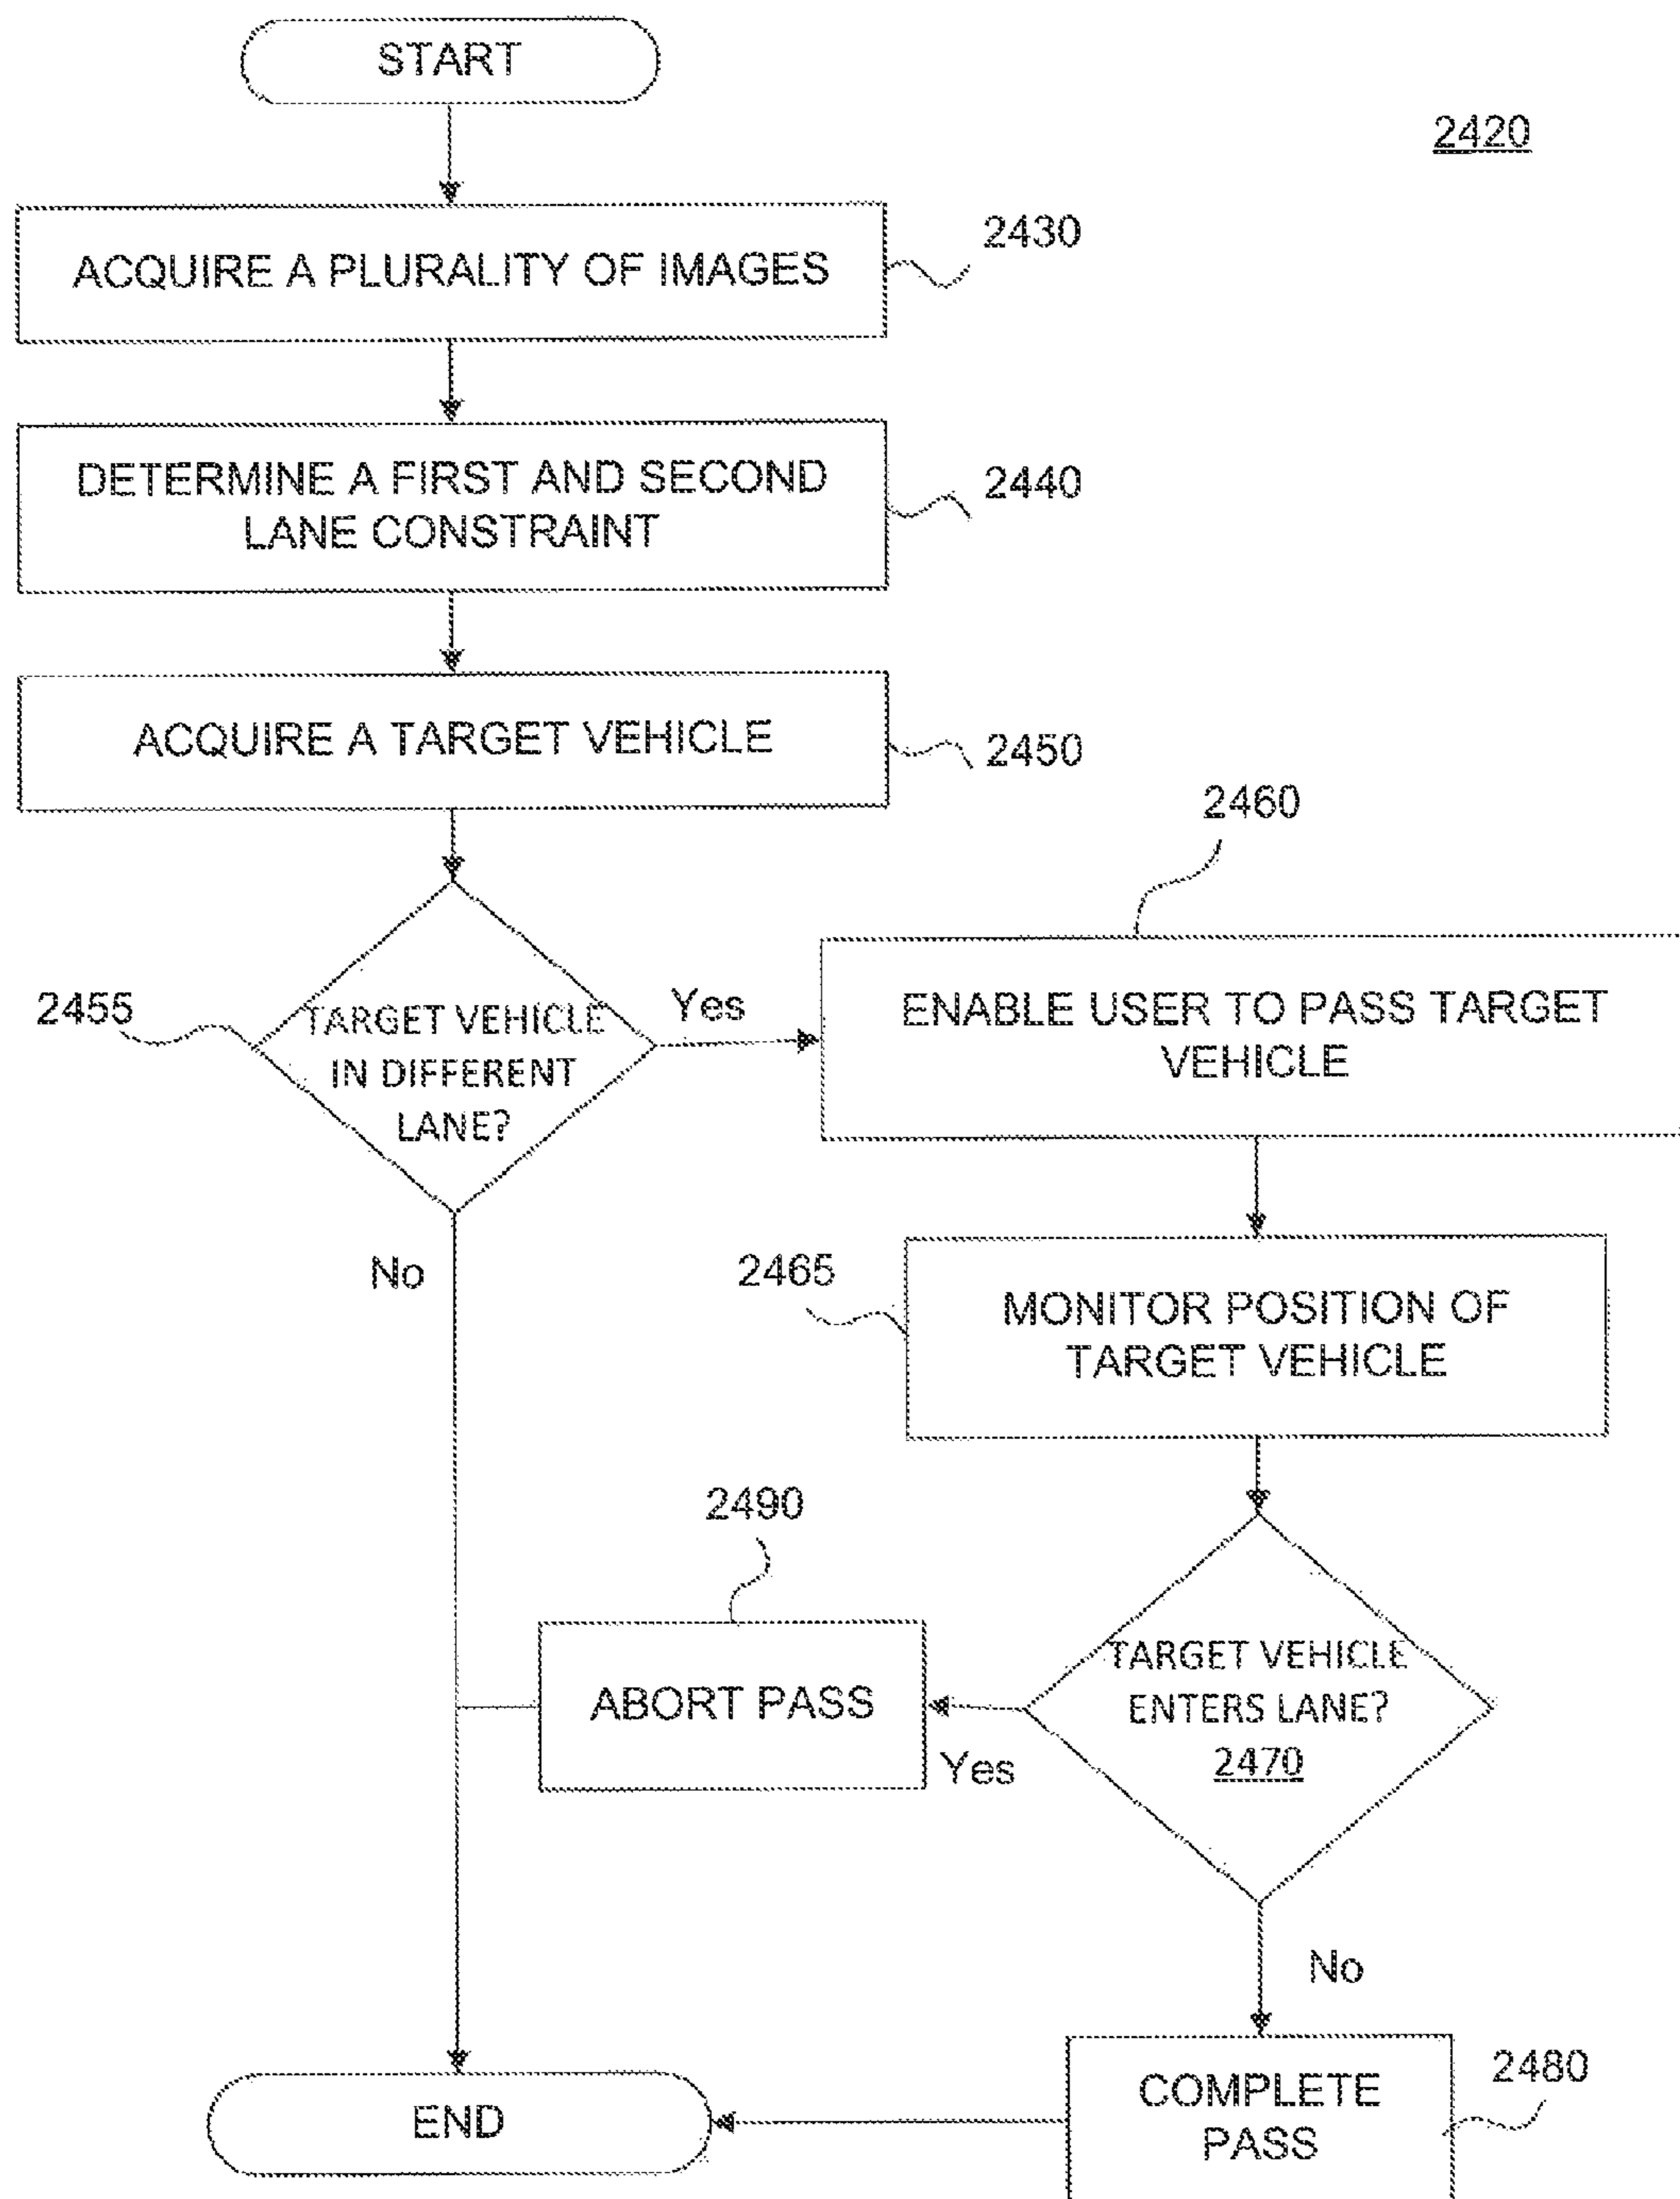 START
2420
ACQUIRE A PLURALITY OF IMAGES
2430
DETERMINE A FIRST AND SECOND
LANE CONSTRAINT
2440
ACQUIRE A TARGET VEHICLE
2450
2455
TARGET VEHICLE
IN DIFFERENT
LANE?
Yes
No
2460
ENABLE USER TO PASS TARGET
VEHICLE
2465
MONITOR POSITION OF
TARGET VEHICLE
2490
ABORT PASS
Yes
TARGET VEHICLE
ENTERS LANE?
2470
No
2480
COMPLETE
PASS
END